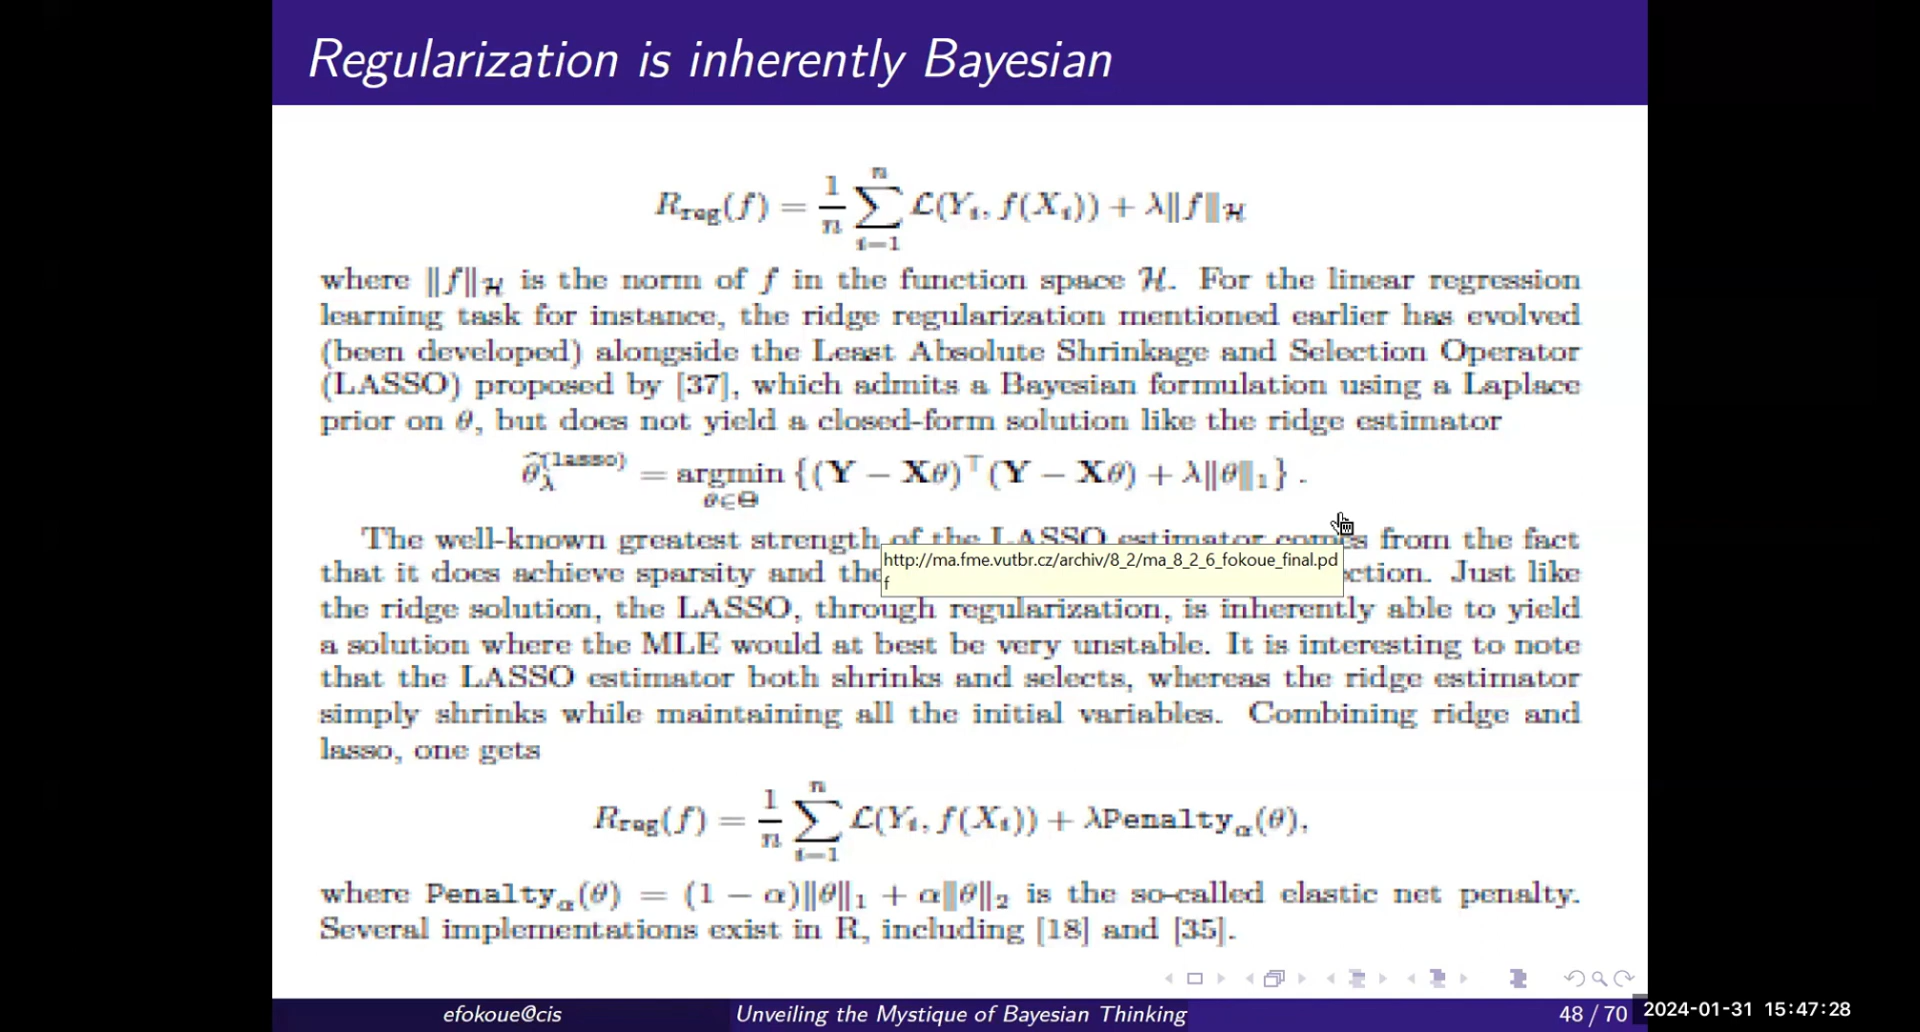 Regularization is inherently Bayesian
R_reg(f) = 1/n ∑_{i=1}^{n} ℒ(Y_i, f(X_i)) + λ‖f‖_ℋ
where ‖f‖_ℋ is the norm of f in the function space ℋ. For the linear regression
learning task for instance, the ridge regularization mentioned earlier has evolved
(been developed) alongside the Least Absolute Shrinkage and Selection Operator
(LASSO) proposed by [37], which admits a Bayesian formulation using a Laplace
prior on θ, but does not yield a closed-form solution like the ridge estimator
θ̂_λ^(lasso) = argmin_{θ∈Θ} {(Y − Xθ)^⊤(Y − Xθ) + λ‖θ‖_1} .
The well-known greatest strength of the LASSO estimator comes from the fact
http://ma.fme.vutbr.cz/archiv/8_2/ma_8_2_6_fokoue_final.pd
f
that it does achieve sparsity and the ction. Just like
the ridge solution, the LASSO, through regularization, is inherently able to yield
a solution where the MLE would at best be very unstable. It is interesting to note
that the LASSO estimator both shrinks and selects, whereas the ridge estimator
simply shrinks while maintaining all the initial variables. Combining ridge and
lasso, one gets
R_reg(f) = 1/n ∑_{i=1}^{n} ℒ(Y_i, f(X_i)) + λPenalty_α(θ),
where Penalty_α(θ) = (1 − α)‖θ‖_1 + α‖θ‖_2 is the so-called elastic net penalty.
Several implementations exist in R, including [18] and [35].
efokoue@cis Unveiling the Mystique of Bayesian Thinking 48 / 70
2024-01-31 15:47:28